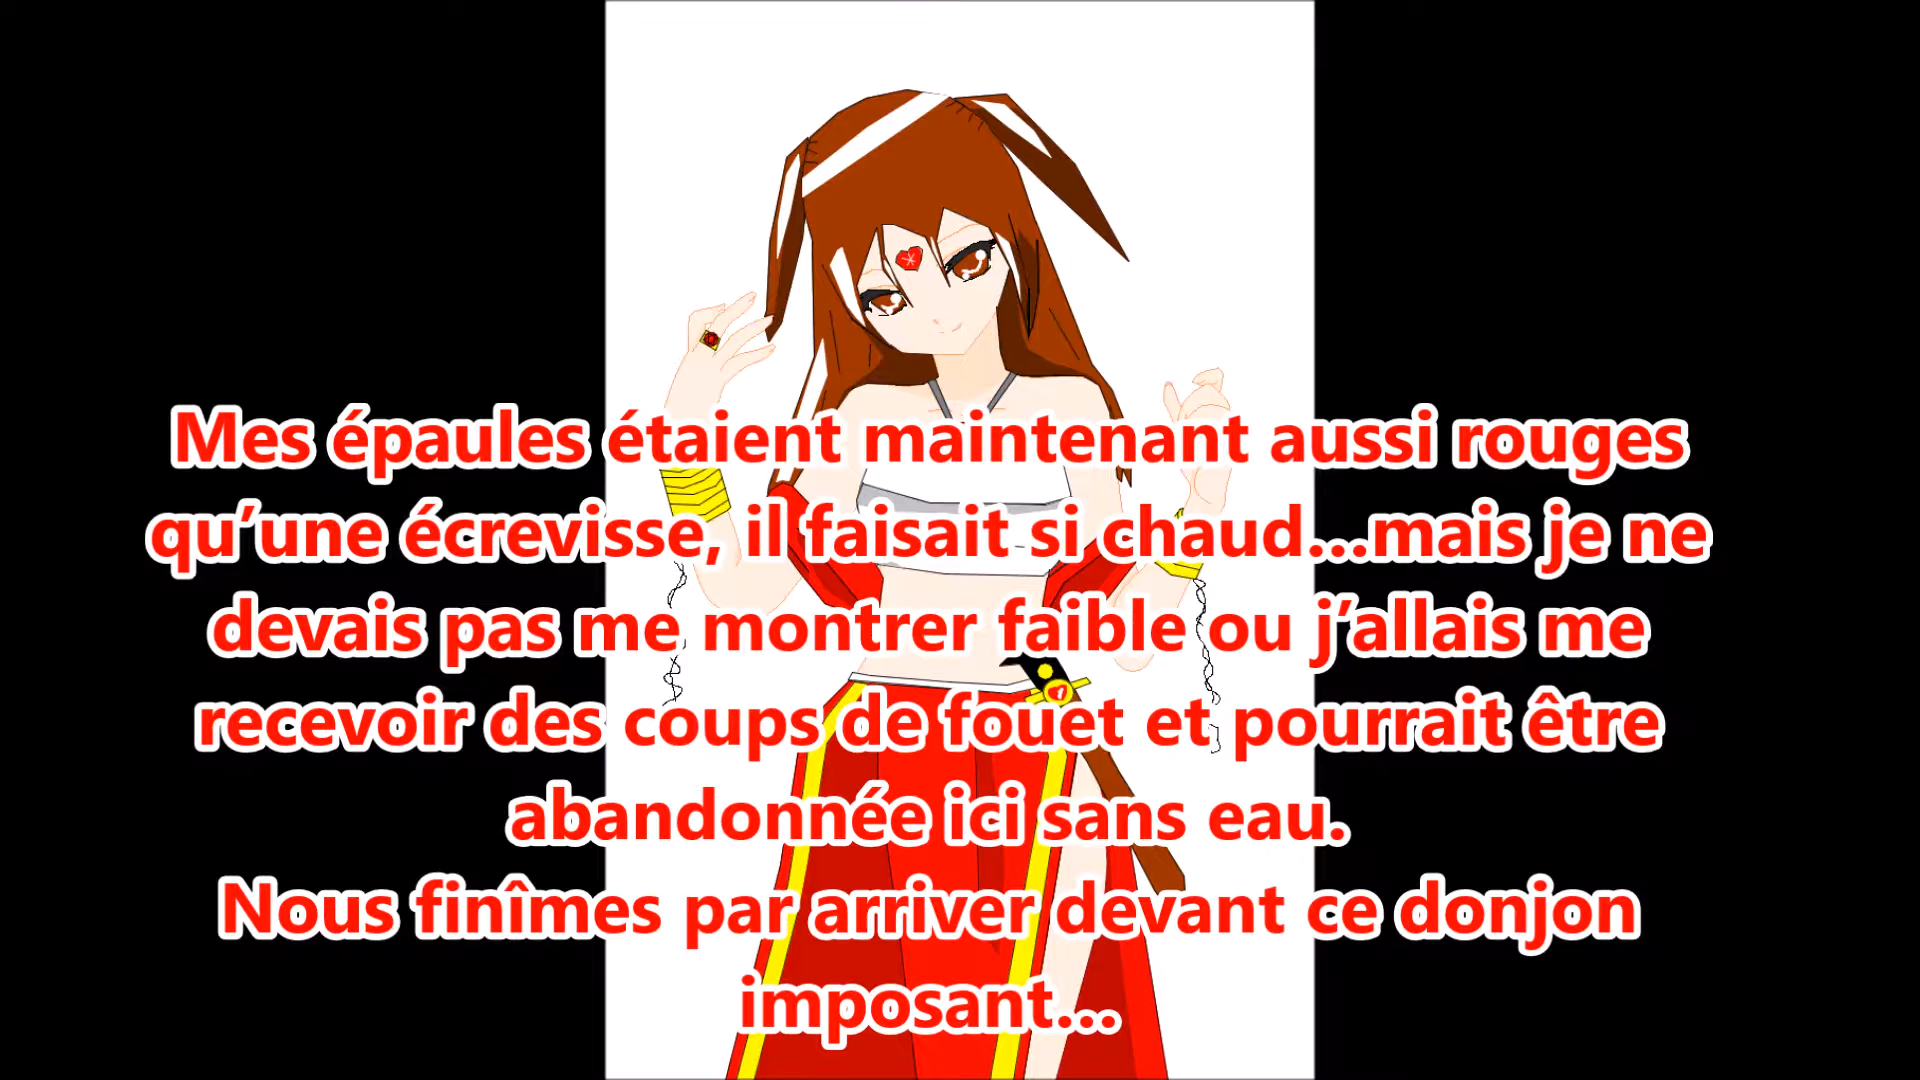 Mes épaules étaient maintenant aussi rouges
qu’une écrevisse, il faisait si chaud...mais je ne
devais pas me montrer faible ou j’allais me
recevoir des coups de fouet et pourrait être
abandonnée ici sans eau.
Nous finîmes par arriver devant ce donjon
imposant...